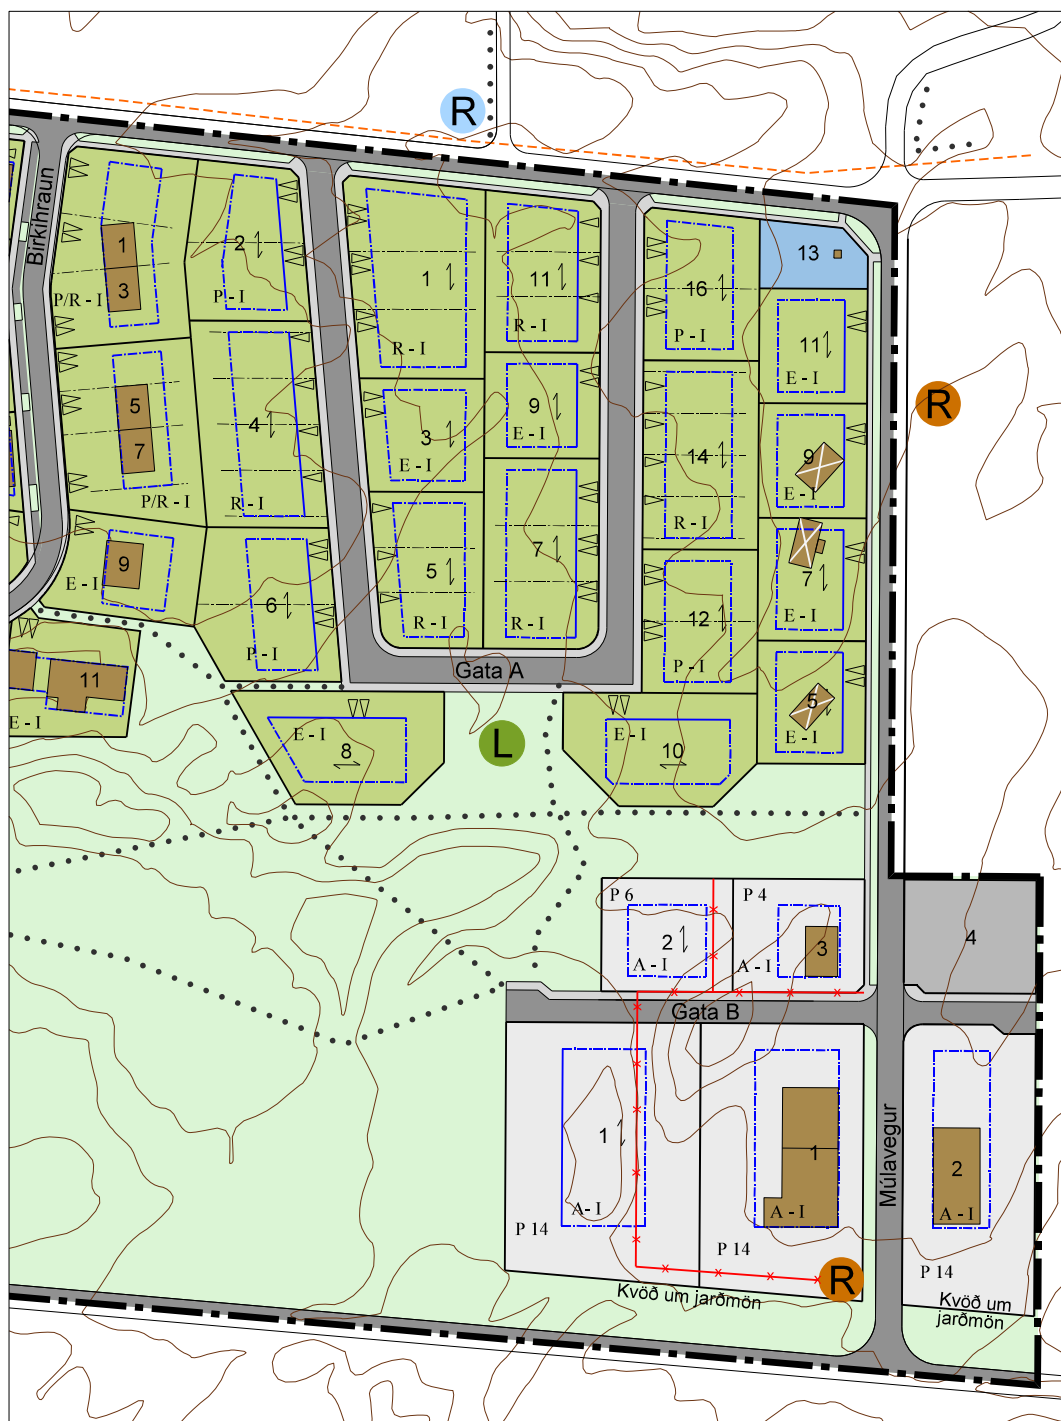 R
Birkihraun
1
3
P/R - I
2
P - I
1
R - I
11
R - I
16
P - I
13
11
E - I
R
5
7
P/R - I
4
R - I
3
E - I
9
E - I
14
R - I
9
E - I
9
E - I
6
P - I
5
R - I
7
R - I
12
P - I
7
E - I
11
E - I
Gata A
5
E - I
E - I
8
L
E - I
10
P 6
2
A - I
P 4
3
A - I
4
Gata B
1
A - I
P 14
1
A - I
P 14
Múlavegur
2
A - I
P 14
R
Kvöð um jarðmön
Kvöð um
jarðmön